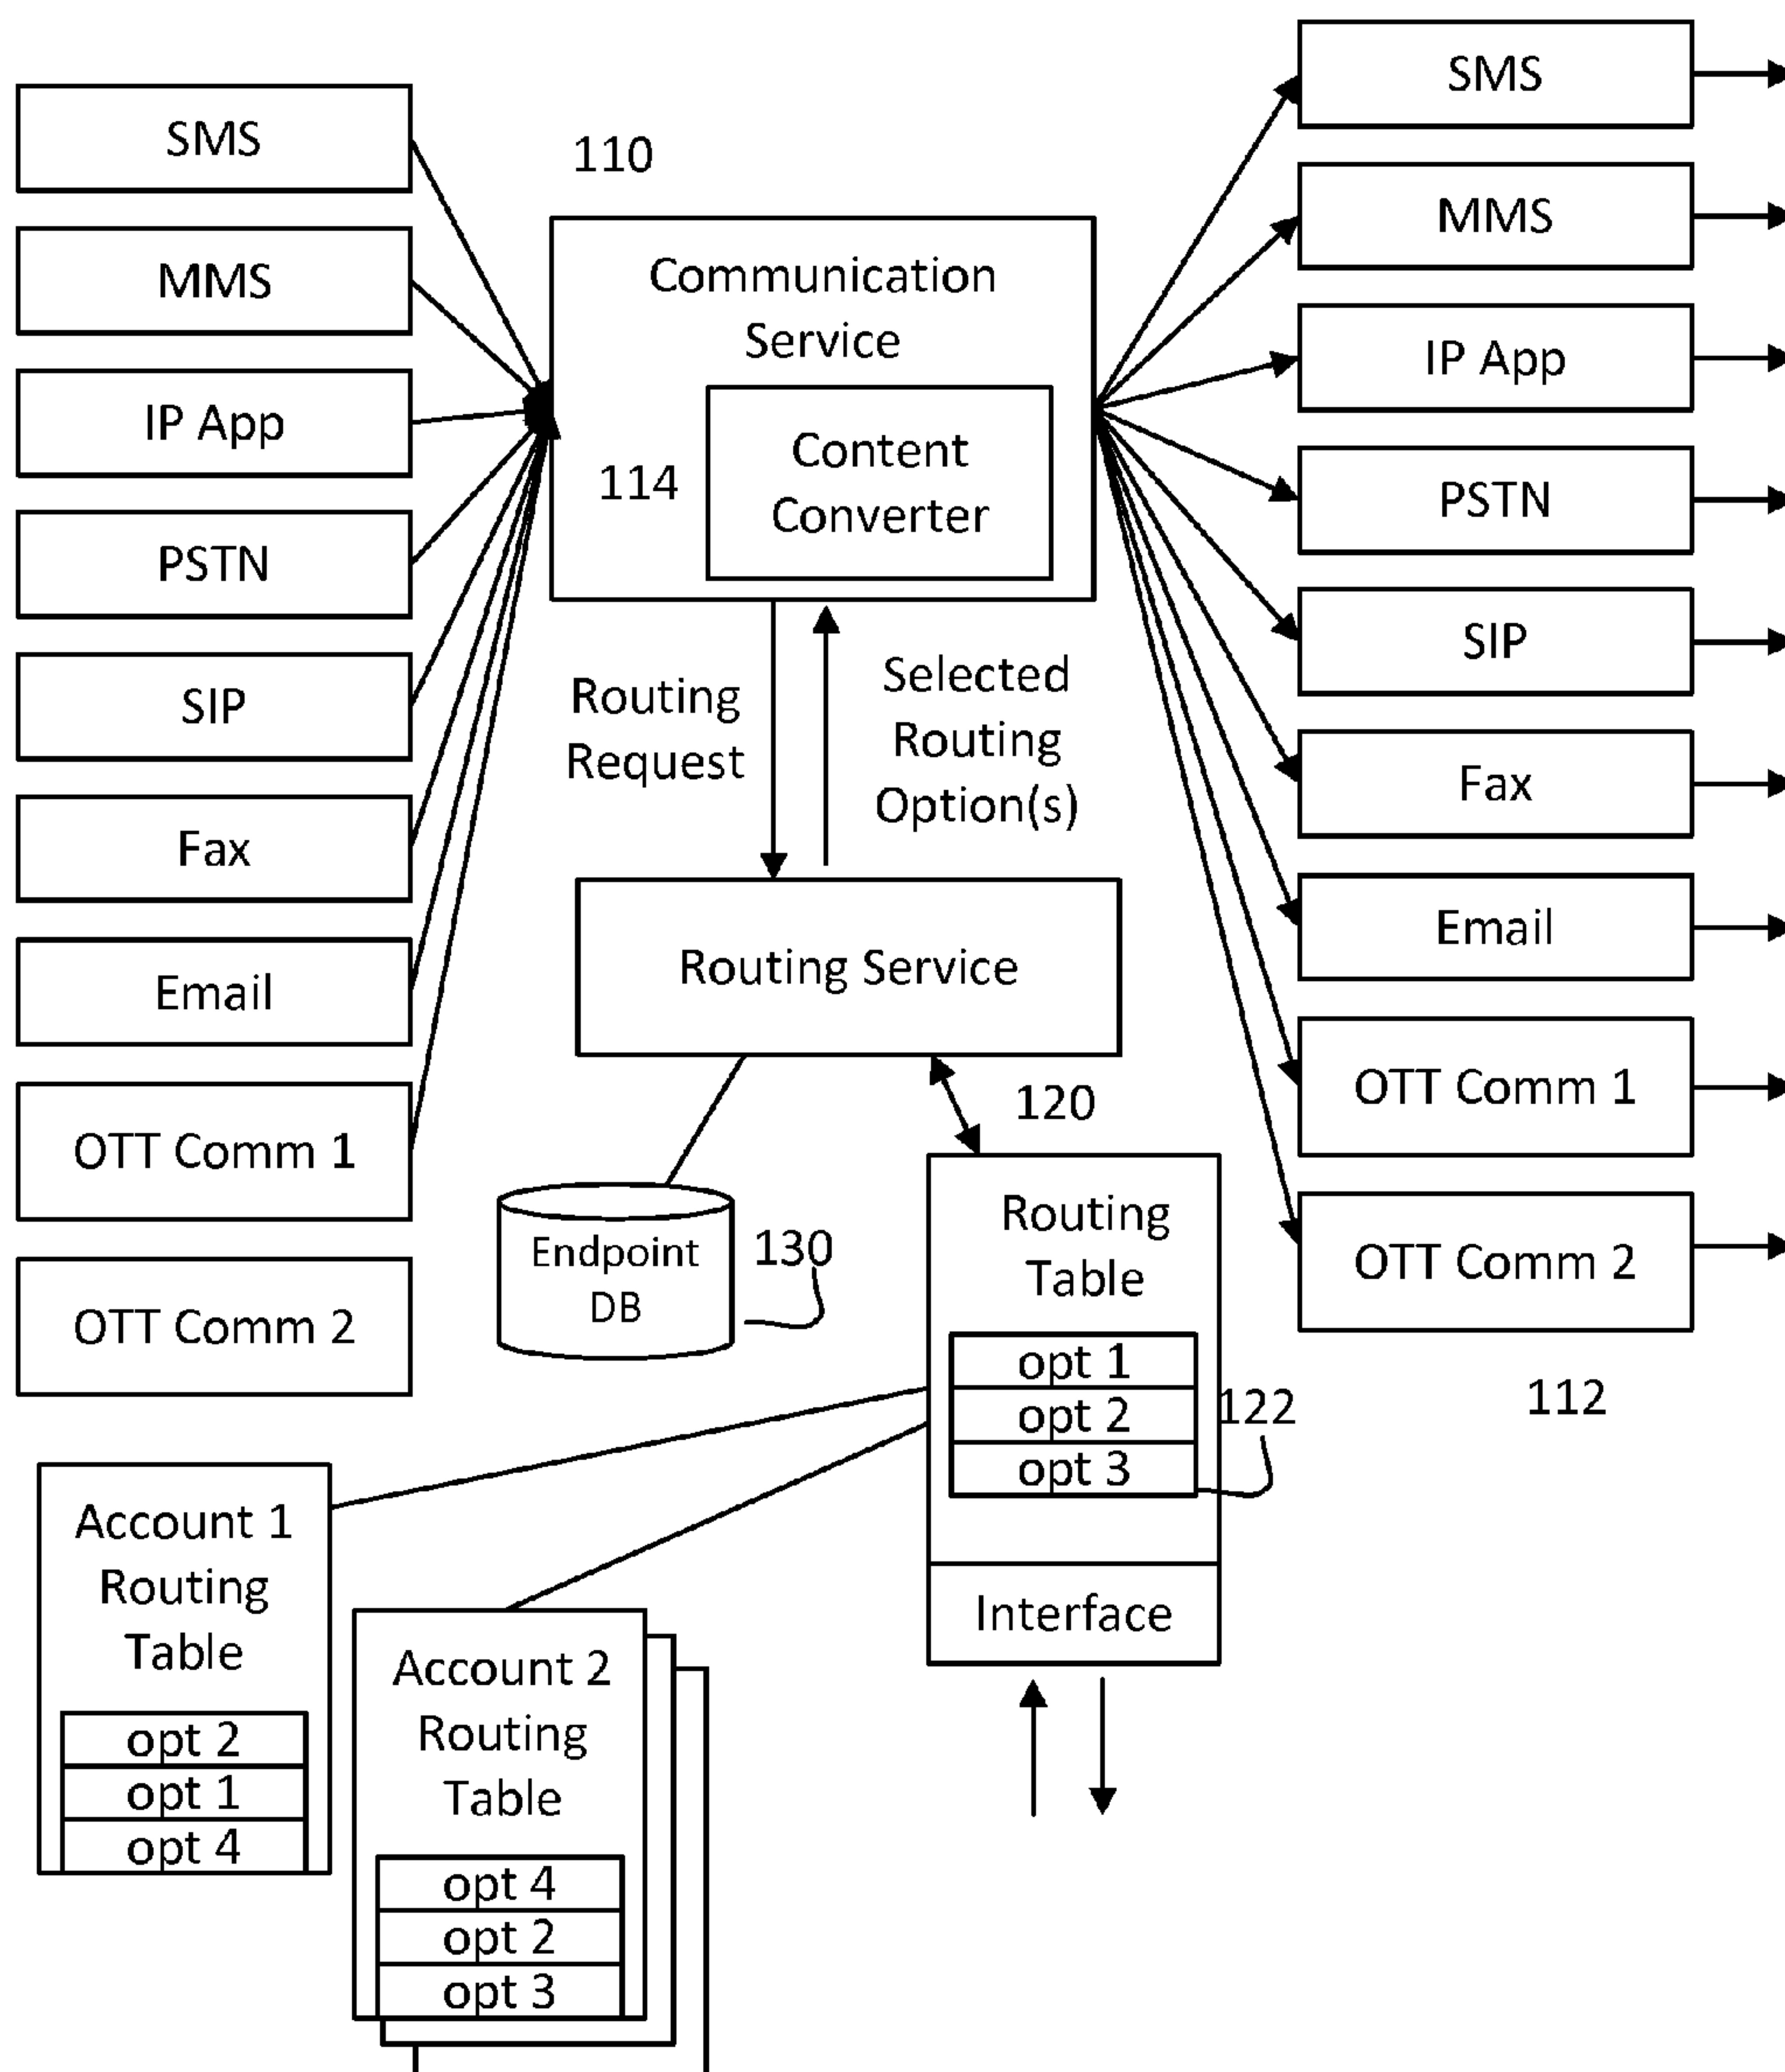 SMS
MMS
IP App
PSTN
SIP
Fax
Email
OTT Comm 1
OTT Comm 2
110
Communication
Service
114
Content
Converter
Routing
Request
Selected
Routing
Option(s)
Routing Service
120
Endpoint
DB
130
Routing
Table
opt 1
opt 2
opt 3
122
Interface
SMS
MMS
IP App
PSTN
SIP
Fax
Email
OTT Comm 1
OTT Comm 2
112
Account 1
Routing
Table
opt 2
opt 1
opt 4
Account 2
Routing
Table
opt 4
opt 2
opt 3